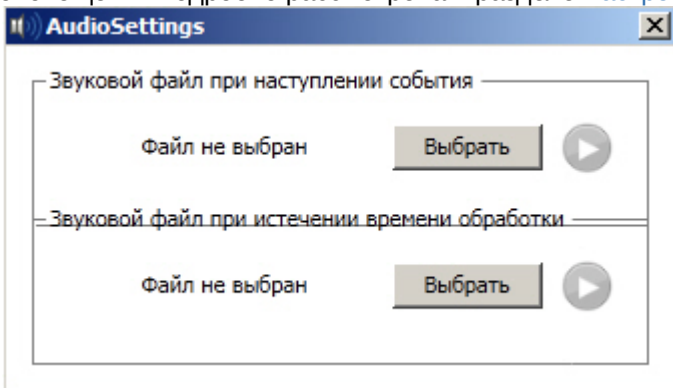 AudioSettings
Звуковой файл при наступлении события
Файл не выбран Выбрать
Звуковой файл при истечении времени обработки
Файл не выбран Выбрать